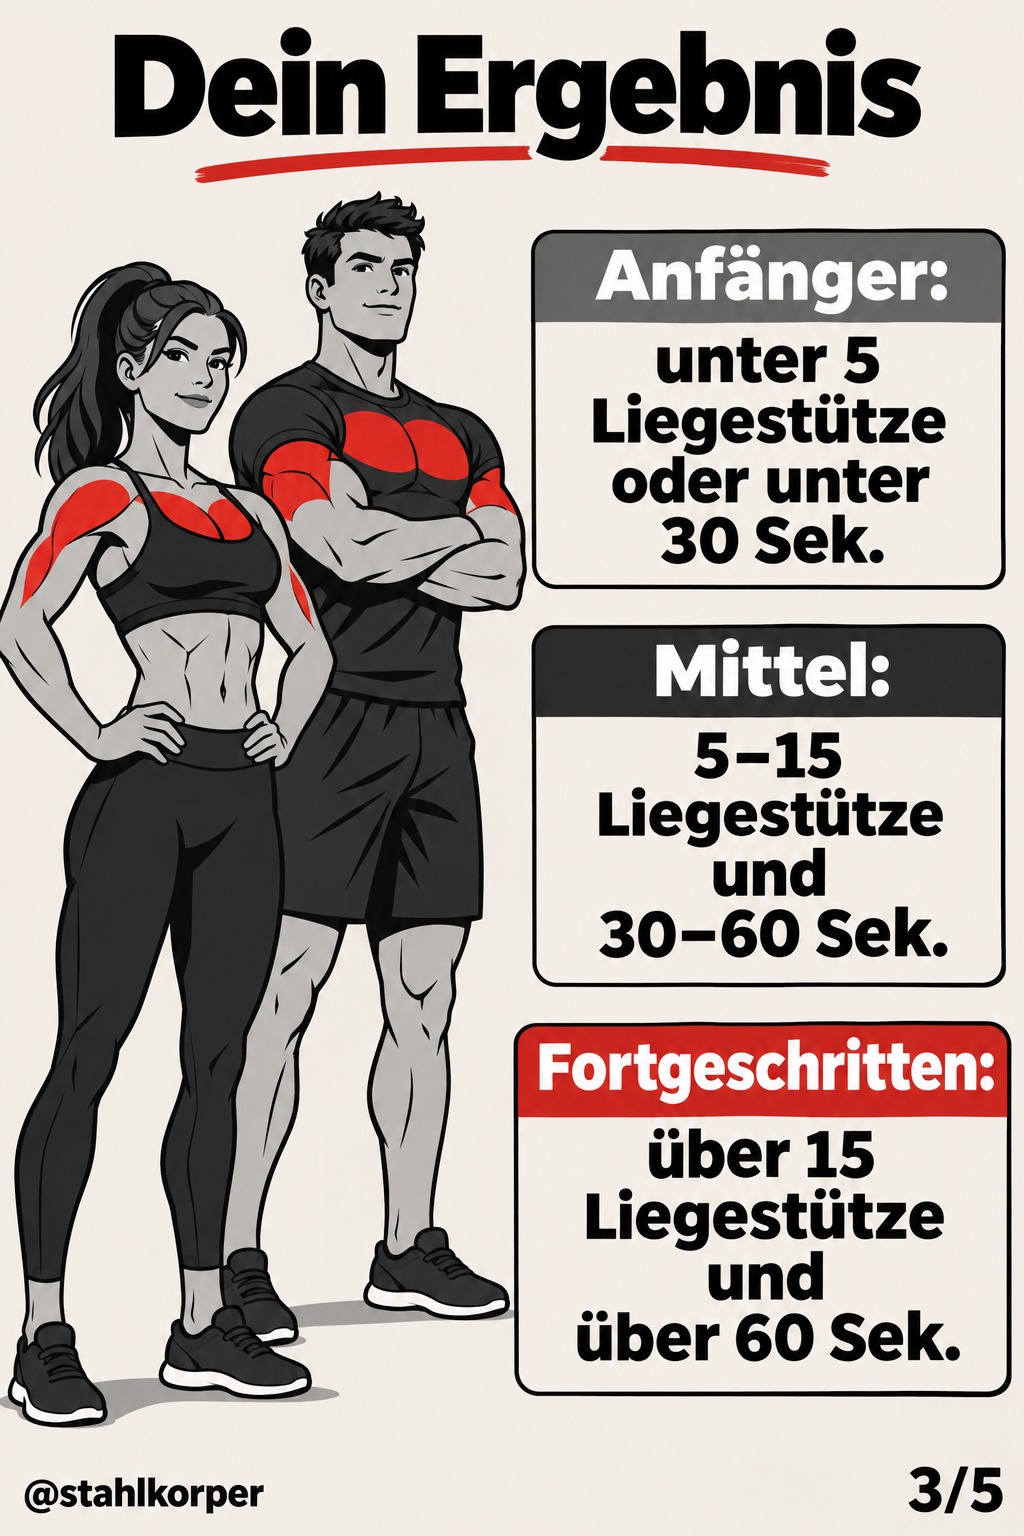 Dein Ergebnis
Anfänger:
unter 5
Liegestütze
oder unter
30 Sek.
Mittel:
5–15
Liegestütze
und
30–60 Sek.
Fortgeschritten:
über 15
Liegestütze
und
über 60 Sek.
@stahlkorper
3/5